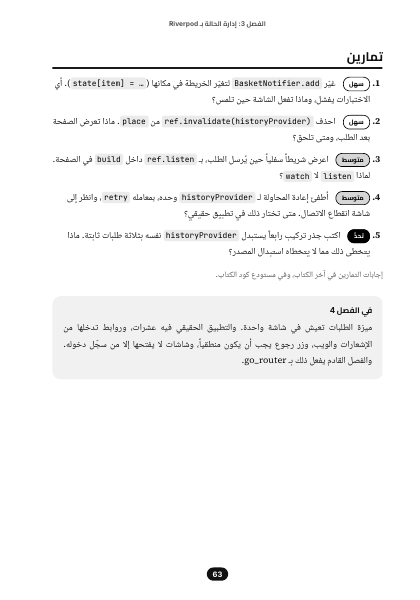 الفصل 3: إدارة الحالة بـ Riverpod
تمارين
1. سهل غيّر BasketNotifier.add لتغيّر الخريطة في مكانها (state[item] = …). أي
الاختبارات يفشل، وماذا تفعل الشاشة حين تلمس؟
2. سهل احذف ref.invalidate(historyProvider) من place. ماذا تعرض الصفحة
بعد الطلب، ومتى تلحق؟
3. متوسط اعرض شريطاً سفلياً حين يُرسل الطلب، بـ ref.listen داخل build في الصفحة.
لماذا listen لا watch؟
4. متوسط أطفئ إعادة المحاولة لـ historyProvider وحده، بمعامله retry، وانظر إلى
شاشة انقطاع الاتصال. متى تختار ذلك في تطبيق حقيقي؟
5. تحدٍّ اكتب جذر تركيب رابعاً يستبدل historyProvider نفسه بثلاثة طلبات ثابتة. ماذا
يتخطى ذلك مما لا يتخطاه استبدال المصدر؟
إجابات التمارين في آخر الكتاب، وفي مستودع كود الكتاب.
في الفصل 4
ميزة الطلبات تعيش في شاشة واحدة. والتطبيق الحقيقي فيه عشرات، وروابط تدخلها من
الإشعارات والويب، وزر رجوع يجب أن يكون منطقياً، وشاشات لا يفتحها إلا من سجّل دخوله.
والفصل القادم يفعل ذلك بـ go_router.
63